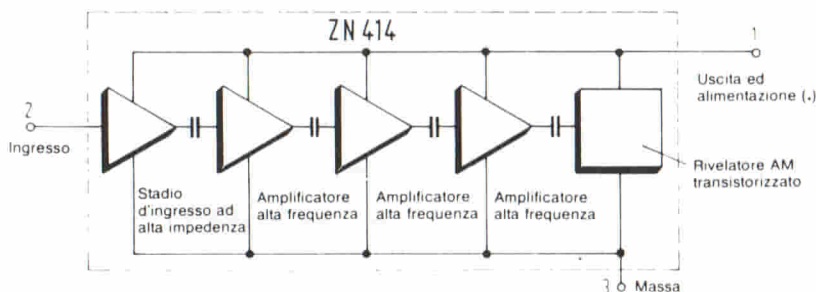 ZN 414
1
Uscita ed
alimentazione (.)
2
Ingresso
Rivelatore AM
transistorizzato
Stadio
d'ingresso ad
alta impedenza
Amplificatore
alta frequenza
Amplificatore
alta frequenza
Amplificatore
alta frequenza
3 Massa